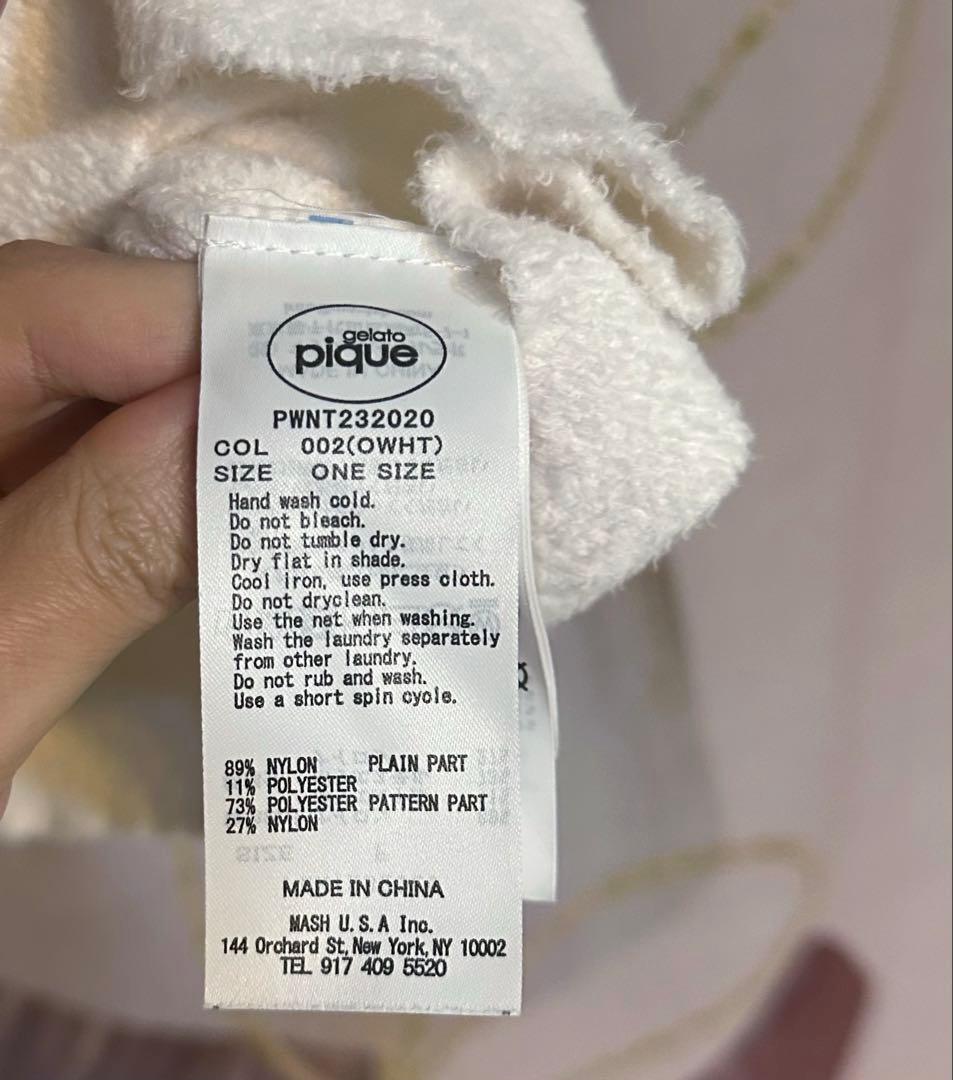 gelato
pique
PWNT232020
COL 002(OWHT)
SIZE ONE SIZE
Hand wash cold.
Do not bleach.
Do not tumble dry.
Dry flat in shade.
Cool iron, use press cloth.
Do not dryclean.
Use the net when washing.
Wash the laundry separately
from other laundry.
Do not rub and wash.
Use a short spin cycle.
89% NYLON PLAIN PART
11% POLYESTER
73% POLYESTER PATTERN PART
27% NYLON
MADE IN CHINA
MASH U.S.A Inc.
144 Orchard St, New York, NY 10002
TEL 917 409 5520